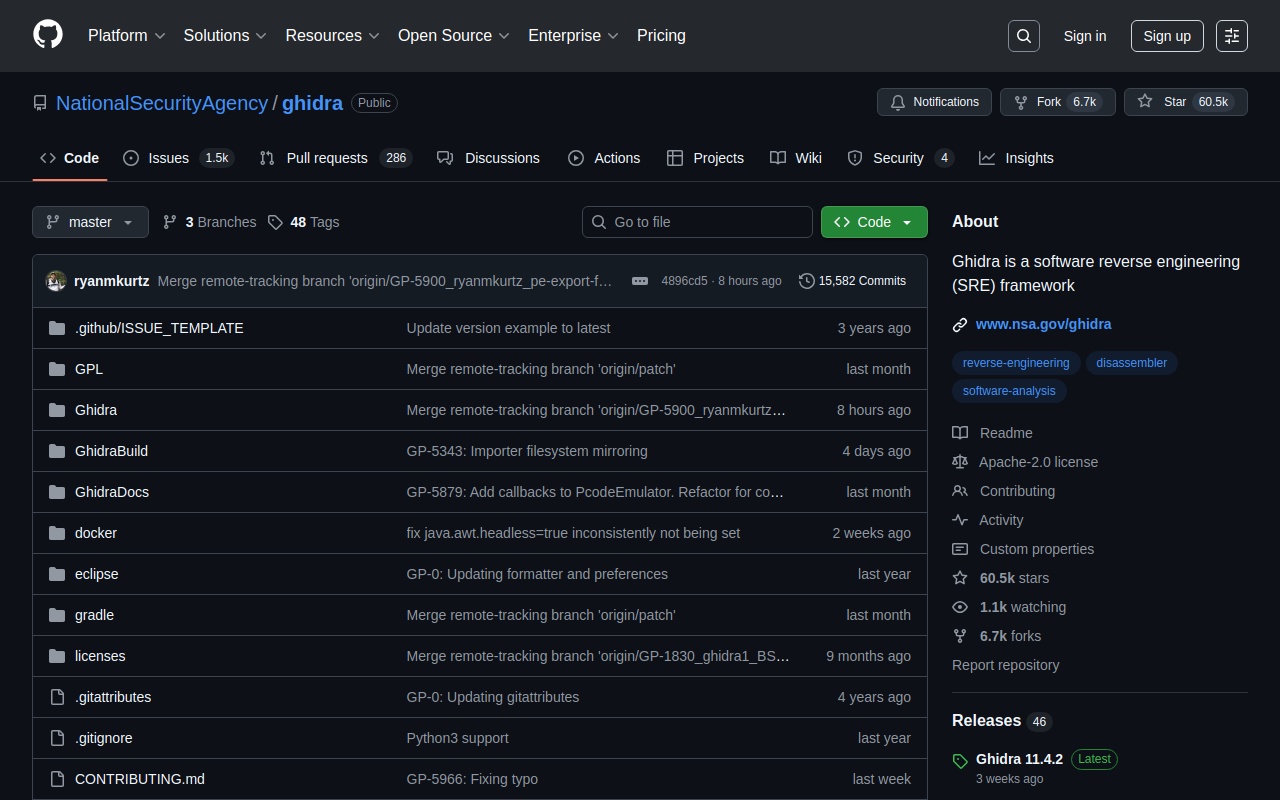 Platform Solutions Resources Open Source Enterprise Pricing Sign in Sign up
NationalSecurityAgency / ghidra Public Notifications Fork 6.7k Star 60.5k
Code Issues 1.5k Pull requests 286 Discussions Actions Projects Wiki Security 4 Insights
master 3 Branches 48 Tags Go to file Code
ryanmkurtz Merge remote-tracking branch 'origin/GP-5900_ryanmkurtz_pe-export-f… 4896cd5 · 8 hours ago 15,582 Commits
.github/ISSUE_TEMPLATE Update version example to latest 3 years ago
GPL Merge remote-tracking branch 'origin/patch' last month
Ghidra Merge remote-tracking branch 'origin/GP-5900_ryanmkurtz… 8 hours ago
GhidraBuild GP-5343: Importer filesystem mirroring 4 days ago
GhidraDocs GP-5879: Add callbacks to PcodeEmulator. Refactor for co… last month
docker fix java.awt.headless=true inconsistently not being set 2 weeks ago
eclipse GP-0: Updating formatter and preferences last year
gradle Merge remote-tracking branch 'origin/patch' last month
licenses Merge remote-tracking branch 'origin/GP-1830_ghidra1_BS… 9 months ago
.gitattributes GP-0: Updating gitattributes 4 years ago
.gitignore Python3 support last year
CONTRIBUTING.md GP-5966: Fixing typo last week
About
Ghidra is a software reverse engineering
(SRE) framework
www.nsa.gov/ghidra
reverse-engineering disassembler
software-analysis
Readme
Apache-2.0 license
Contributing
Activity
Custom properties
60.5k stars
1.1k watching
6.7k forks
Report repository
Releases 46
Ghidra 11.4.2 Latest
3 weeks ago